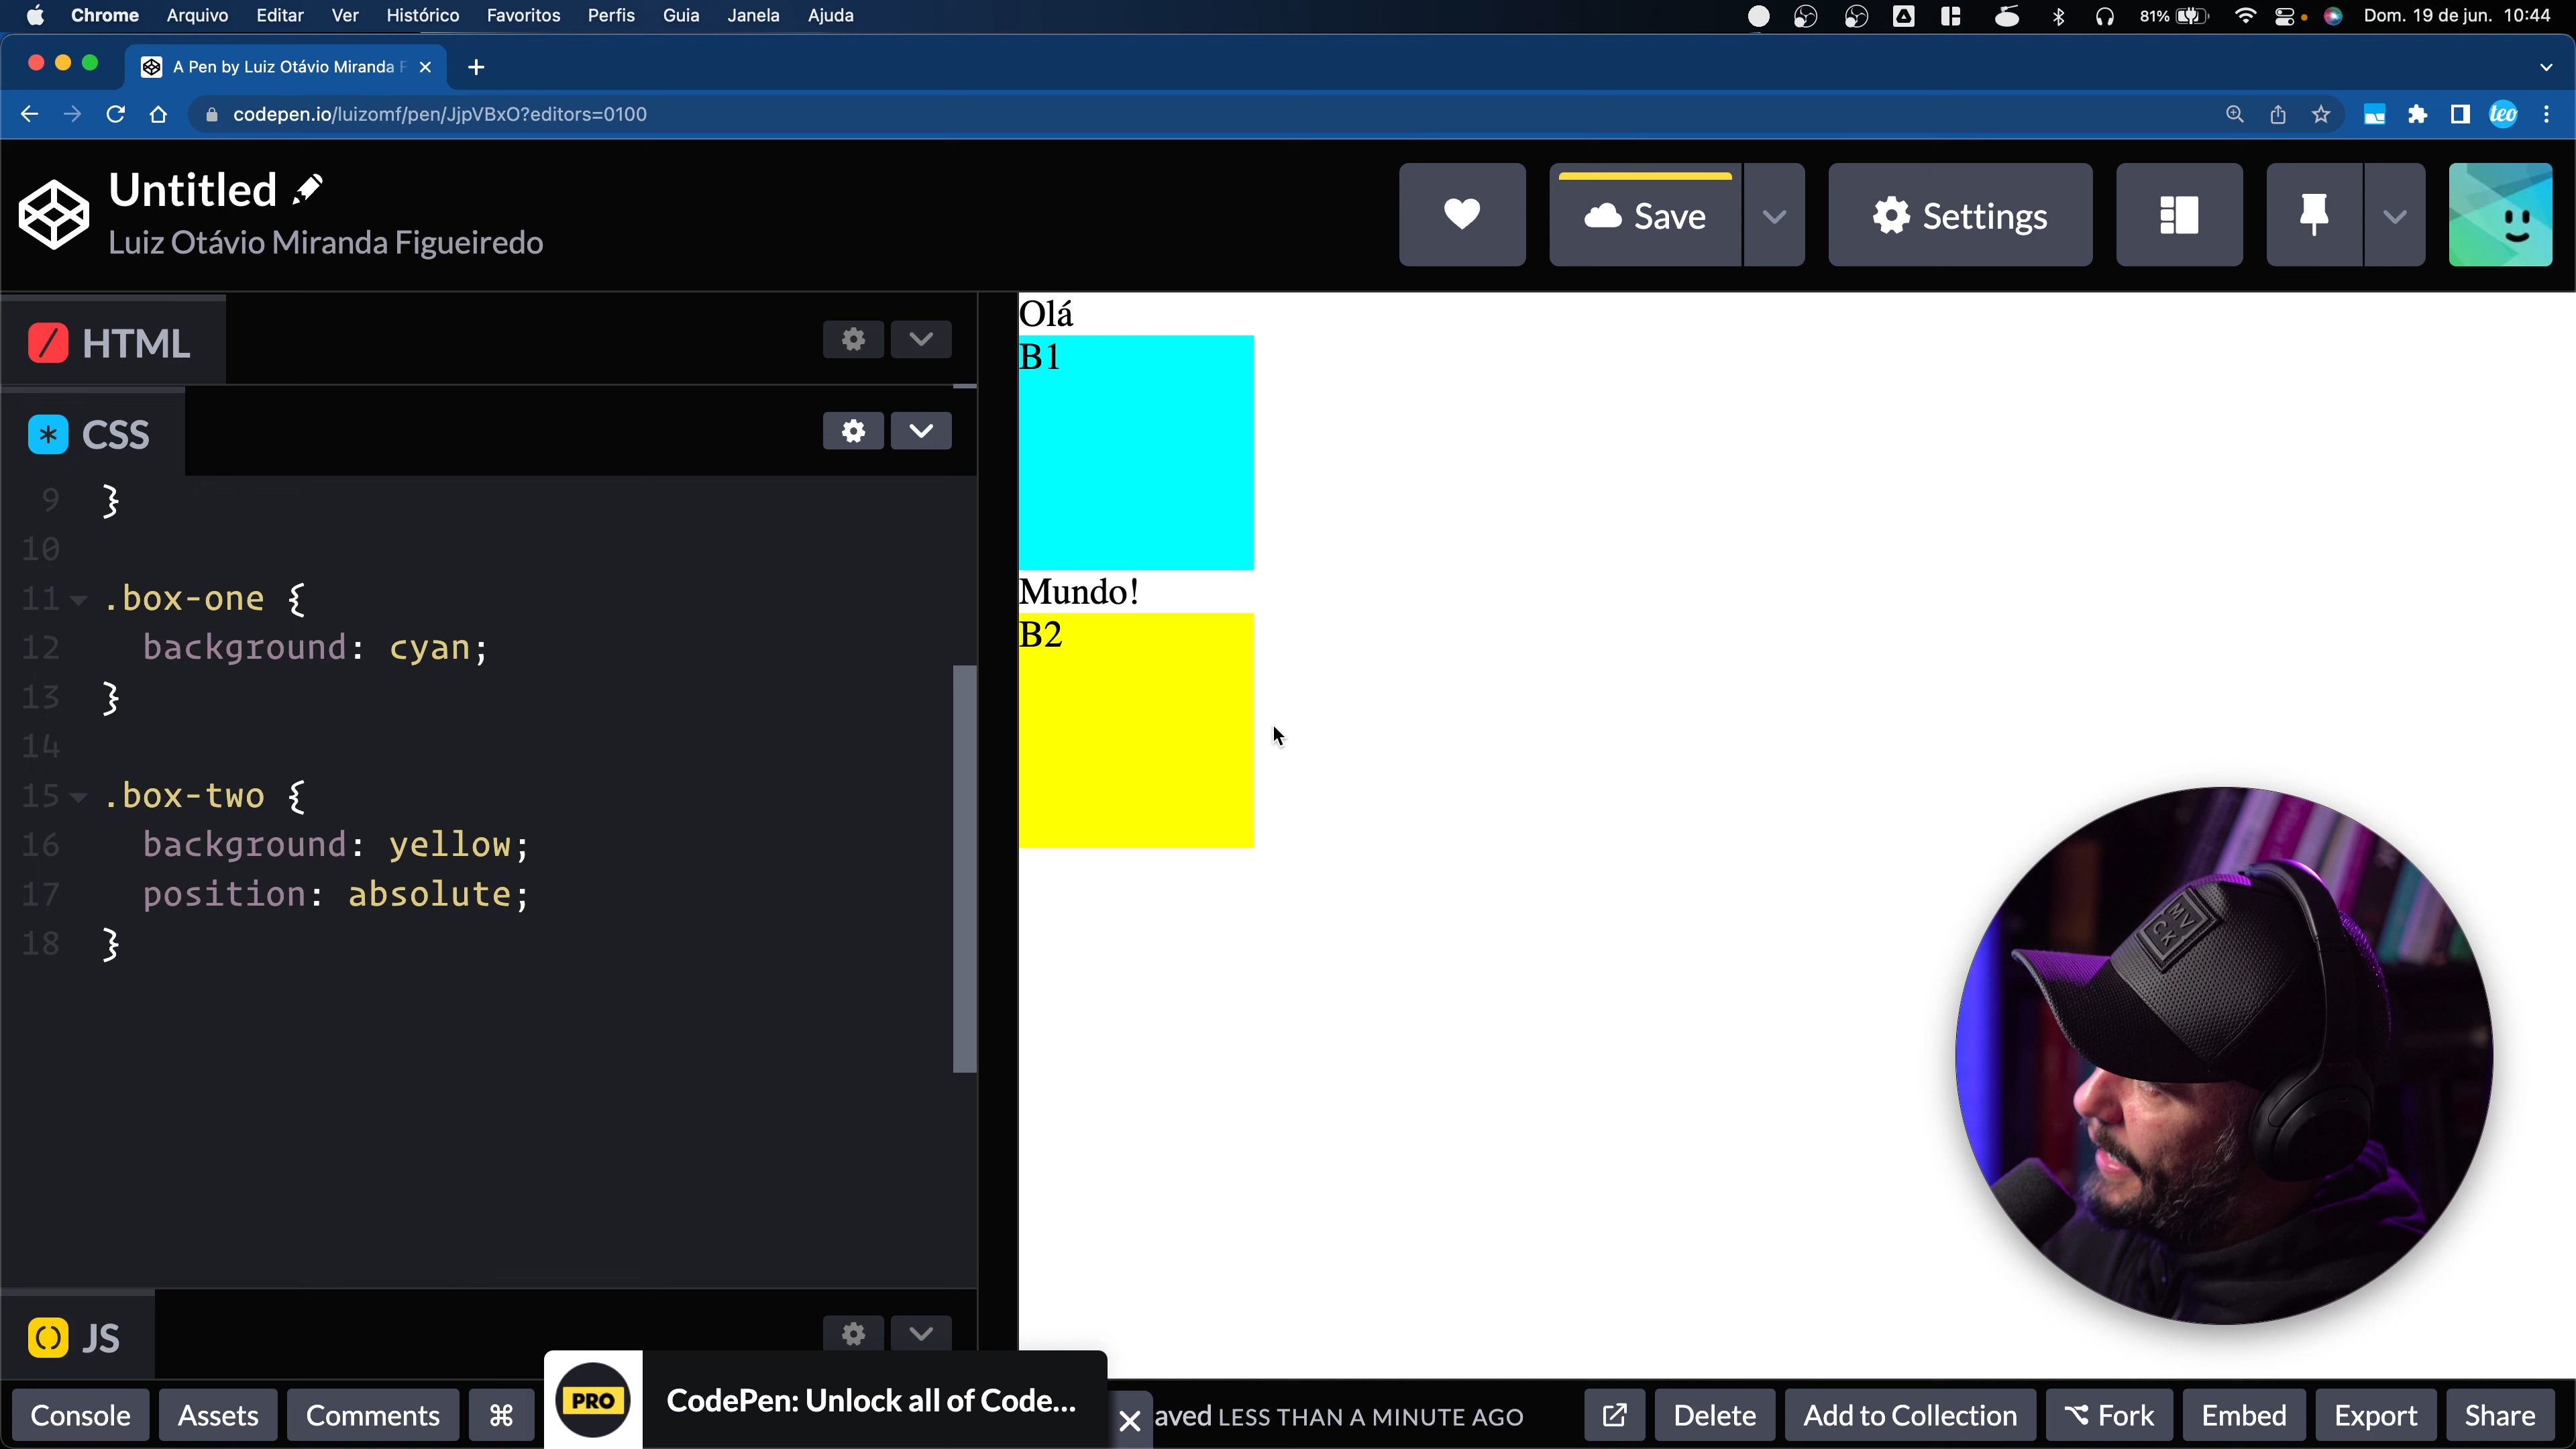 Chrome Arquivo Editar Ver Histórico Favoritos Perfis Guia Janela Ajuda 81% Dom. 19 de jun. 10:44
A Pen by Luiz Otávio Miranda F
codepen.io/luizomf/pen/JjpVBxO?editors=0100 teo
Untitled
Luiz Otávio Miranda Figueiredo
Save Settings
HTML
CSS
9 }
10
11 .box-one {
12 background: cyan;
13 }
14
15 .box-two {
16 background: yellow;
17 position: absolute;
18 }
Olá
B1
Mundo!
B2
MV
CK
JS
PRO CodePen: Unlock all of Code...
Console Assets Comments ⌘ aved LESS THAN A MINUTE AGO Delete Add to Collection Fork Embed Export Share